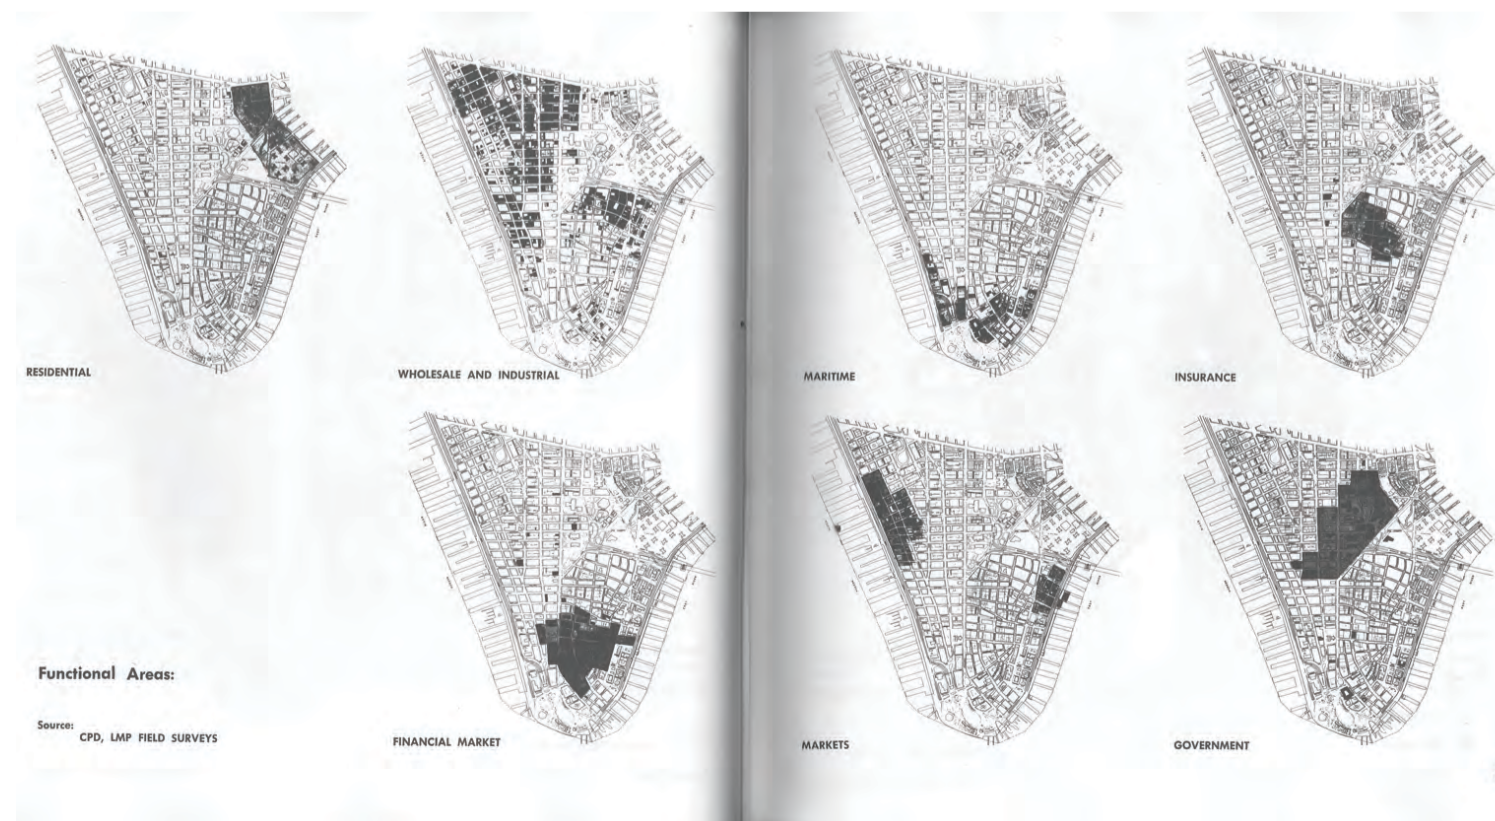 RESIDENTIAL
WHOLESALE AND INDUSTRIAL
MARITIME
INSURANCE
Functional Areas:
Source:
CPD, LMP FIELD SURVEYS
FINANCIAL MARKET
MARKETS
GOVERNMENT